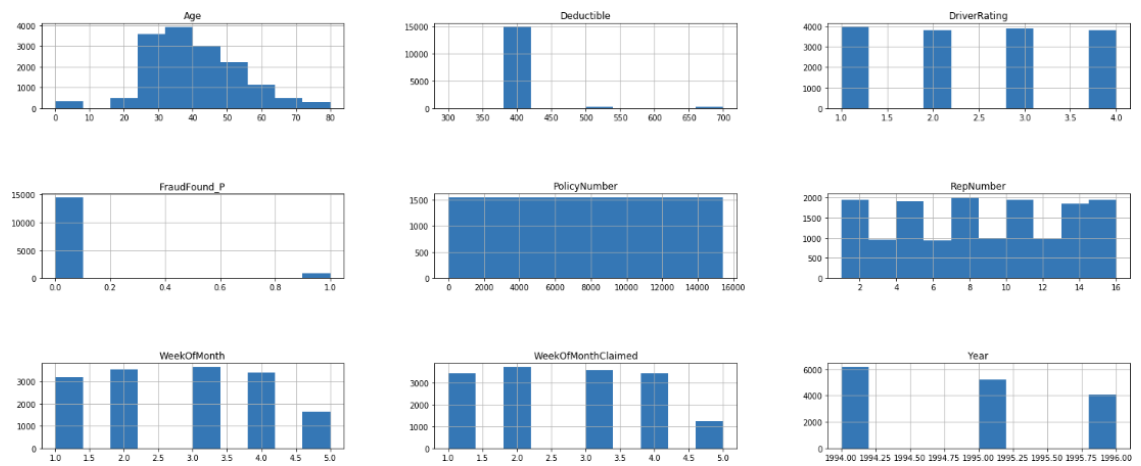 Age Deductible DriverRating
4000 15000 4000
3000 10000 3000
2000 5000 2000
1000 0 1000
0 0
0 10 20 30 40 50 60 70 80 300 350 400 450 500 550 600 650 700 1.0 1.5 2.0 2.5 3.0 3.5 4.0
FraudFound_P PolicyNumber RepNumber
15000 1500 2000
10000 1000 1500
5000 500 1000
0 0 500
0
0.0 0.2 0.4 0.6 0.8 1.0 0 2000 4000 6000 8000 10000 12000 14000 16000 2 4 6 8 10 12 14 16
WeekOfMonth WeekOfMonthClaimed Year
3000 3000 6000
2000 2000 4000
1000 1000 2000
0 0 0
1.0 1.5 2.0 2.5 3.0 3.5 4.0 4.5 5.0 1.0 1.5 2.0 2.5 3.0 3.5 4.0 4.5 5.0 1994.00 1994.25 1994.50 1994.75 1995.00 1995.25 1995.50 1995.75 1996.00